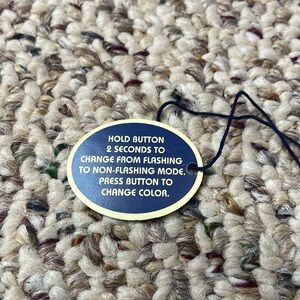 HOLD BUTTON
2 SECONDS TO
CHANGE FROM FLASHING
TO NON-FLASHING MODE.
PRESS BUTTON TO
CHANGE COLOR.